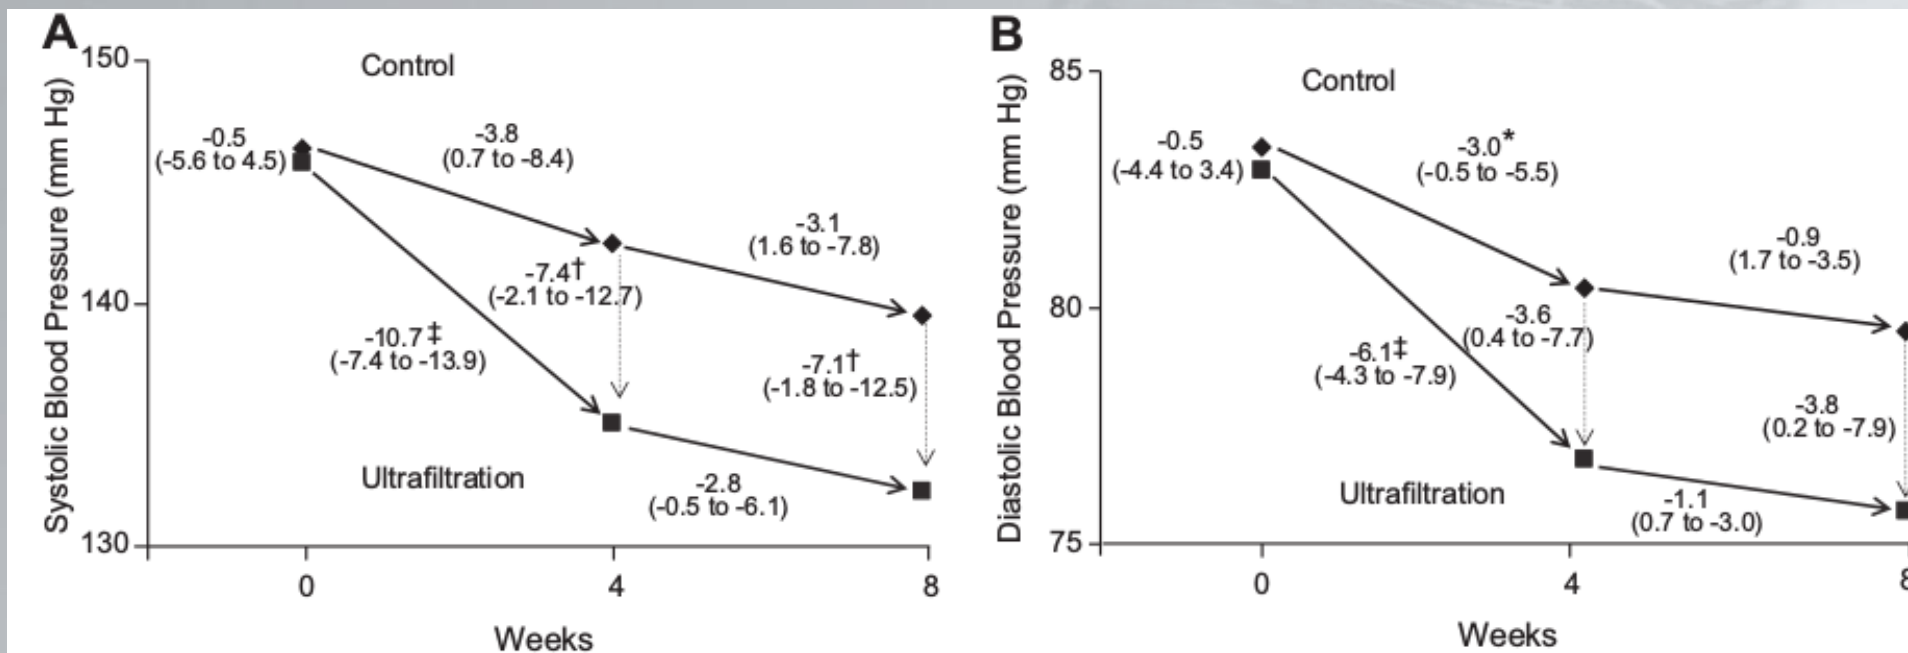 A
Systolic Blood Pressure (mm Hg)
150
140
130
Control
-0.5
(-5.6 to 4.5)
-3.8
(0.7 to -8.4)
-3.1
(1.6 to -7.8)
-7.4†
(-2.1 to -12.7)
-10.7‡
(-7.4 to -13.9)
-7.1†
(-1.8 to -12.5)
Ultrafiltration
-2.8
(-0.5 to -6.1)
0 4 8
Weeks
B
Diastolic Blood Pressure (mm Hg)
85
80
75
Control
-0.5
(-4.4 to 3.4)
-3.0*
(-0.5 to -5.5)
-0.9
(1.7 to -3.5)
-3.6
(0.4 to -7.7)
-6.1‡
(-4.3 to -7.9)
-3.8
(0.2 to -7.9)
Ultrafiltration
-1.1
(0.7 to -3.0)
0 4 8
Weeks